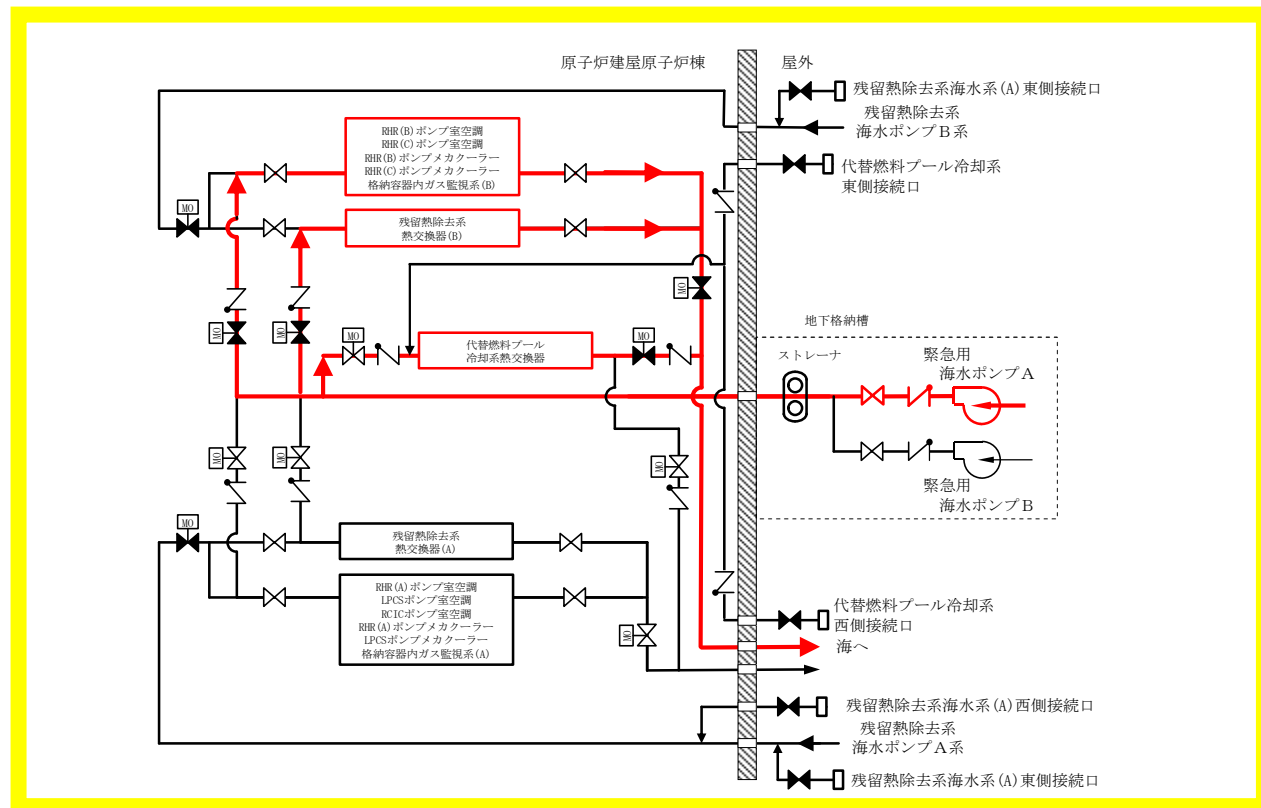 原子炉建屋原子炉棟
屋外
残留熱除去系海水系(A)東側接続口
残留熱除去系
海水ポンプB系
代替燃料プール冷却系
東側接続口
RHR(B)ポンプ室空調
RHR(C)ポンプ室空調
RHR(B)ポンプメカクーラー
RHR(C)ポンプメカクーラー
格納容器内ガス監視系(B)
MO
残留熱除去系
熱交換器(B)
MO
地下格納槽
MO
MO
MO
代替燃料プール
冷却系熱交換器
MO
ストレーナ
緊急用
海水ポンプA
緊急用
海水ポンプB
MO
MO
MO
MO
残留熱除去系
熱交換器(A)
RHR(A)ポンプ室空調
LPCSポンプ室空調
RCICポンプ室空調
RHR(A)ポンプメカクーラー
LPCSポンプメカクーラー
格納容器内ガス監視系(A)
MO
代替燃料プール冷却系
西側接続口
海へ
残留熱除去系海水系(A)西側接続口
残留熱除去系
海水ポンプA系
残留熱除去系海水系(A)東側接続口